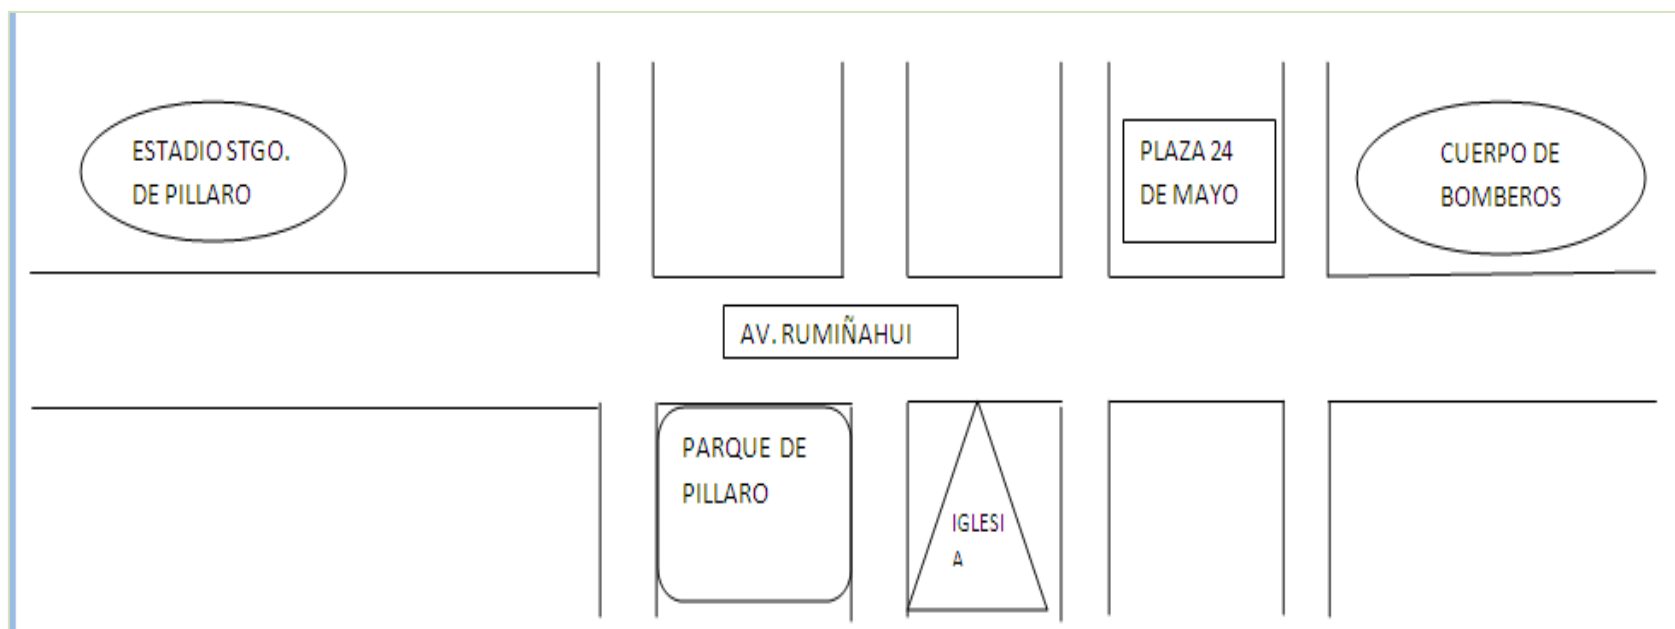 ESTADIO STGO.
DE PILLARO
PLAZA 24
DE MAYO
CUERPO DE
BOMBEROS
AV. RUMIÑAHUI
PARQUE DE
PILLARO
IGLESI
A